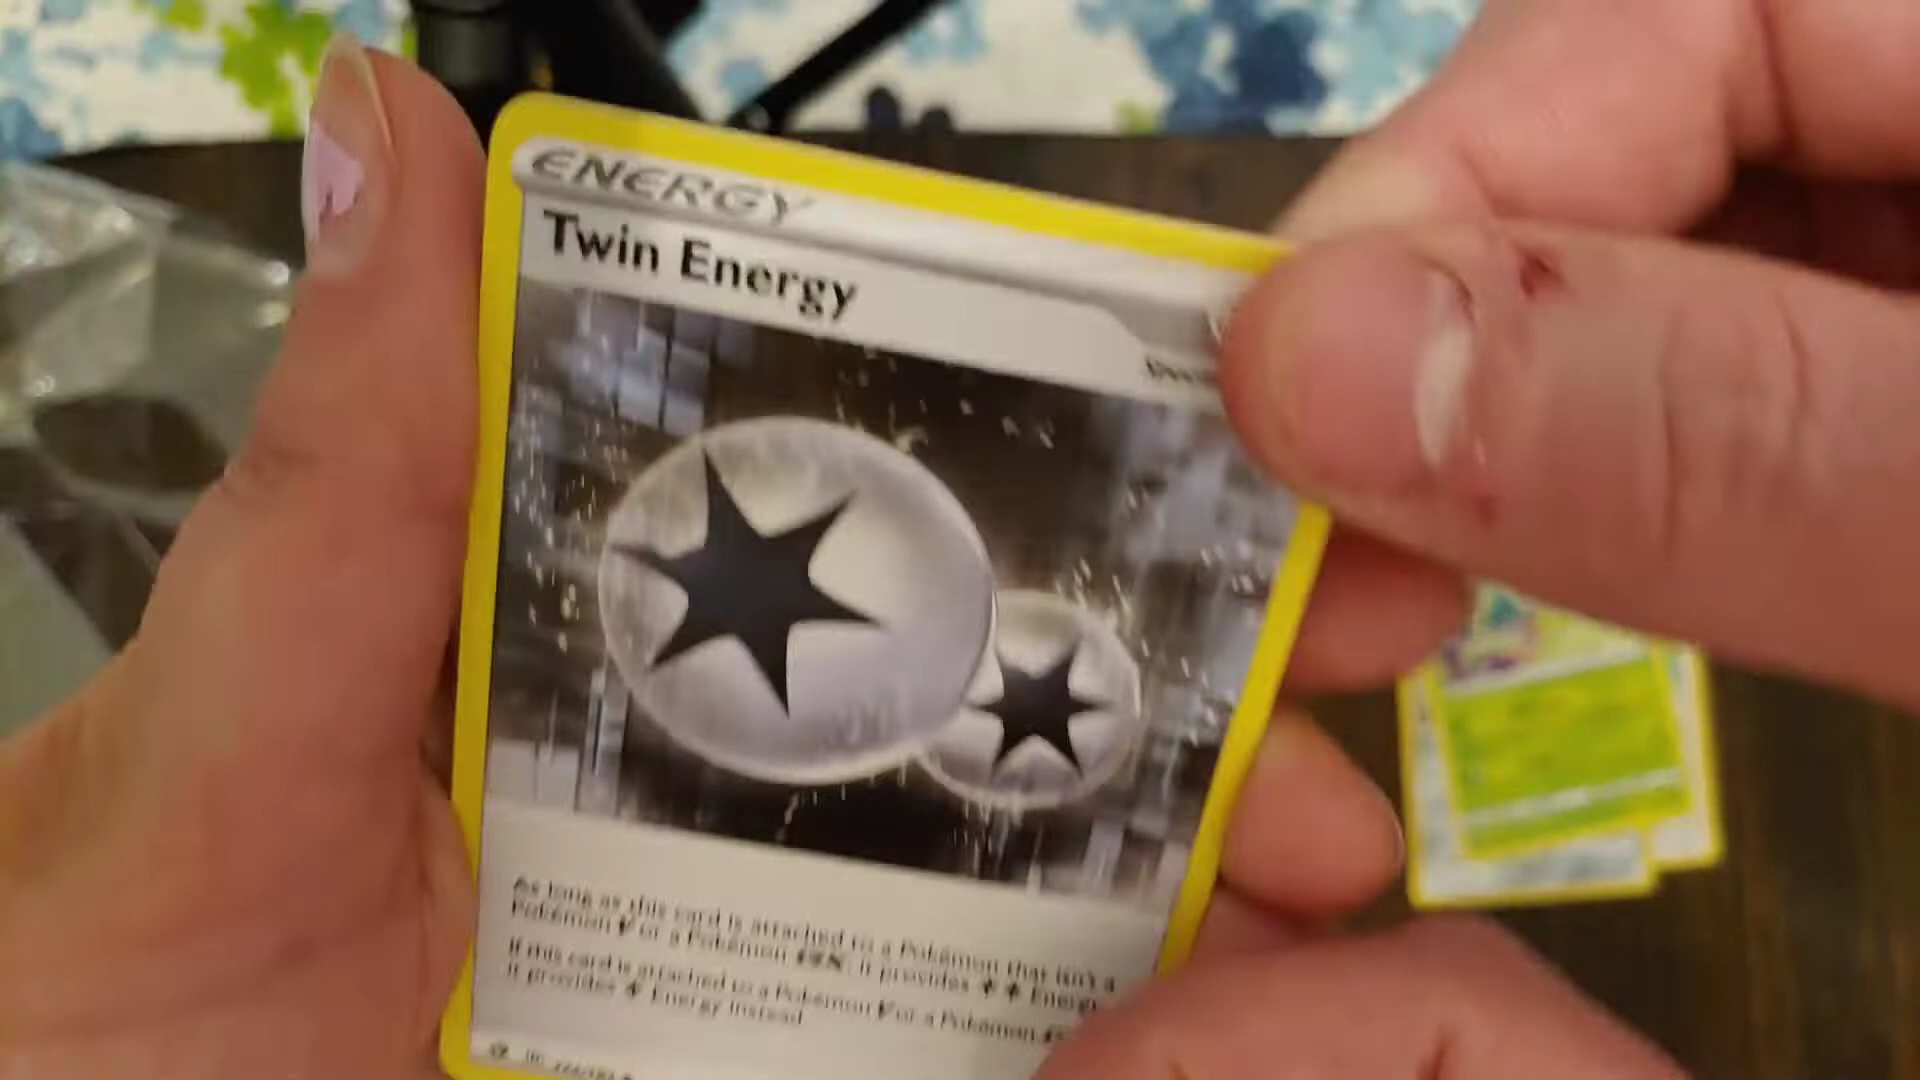 ENERGY
Twin Energy
As long as this card is attached to a Pokémon that isn't a
Pokémon V or a Pokémon GX, it provides Energy.
If this card is attached to a Pokémon V or a Pokémon
it provides Energy instead.